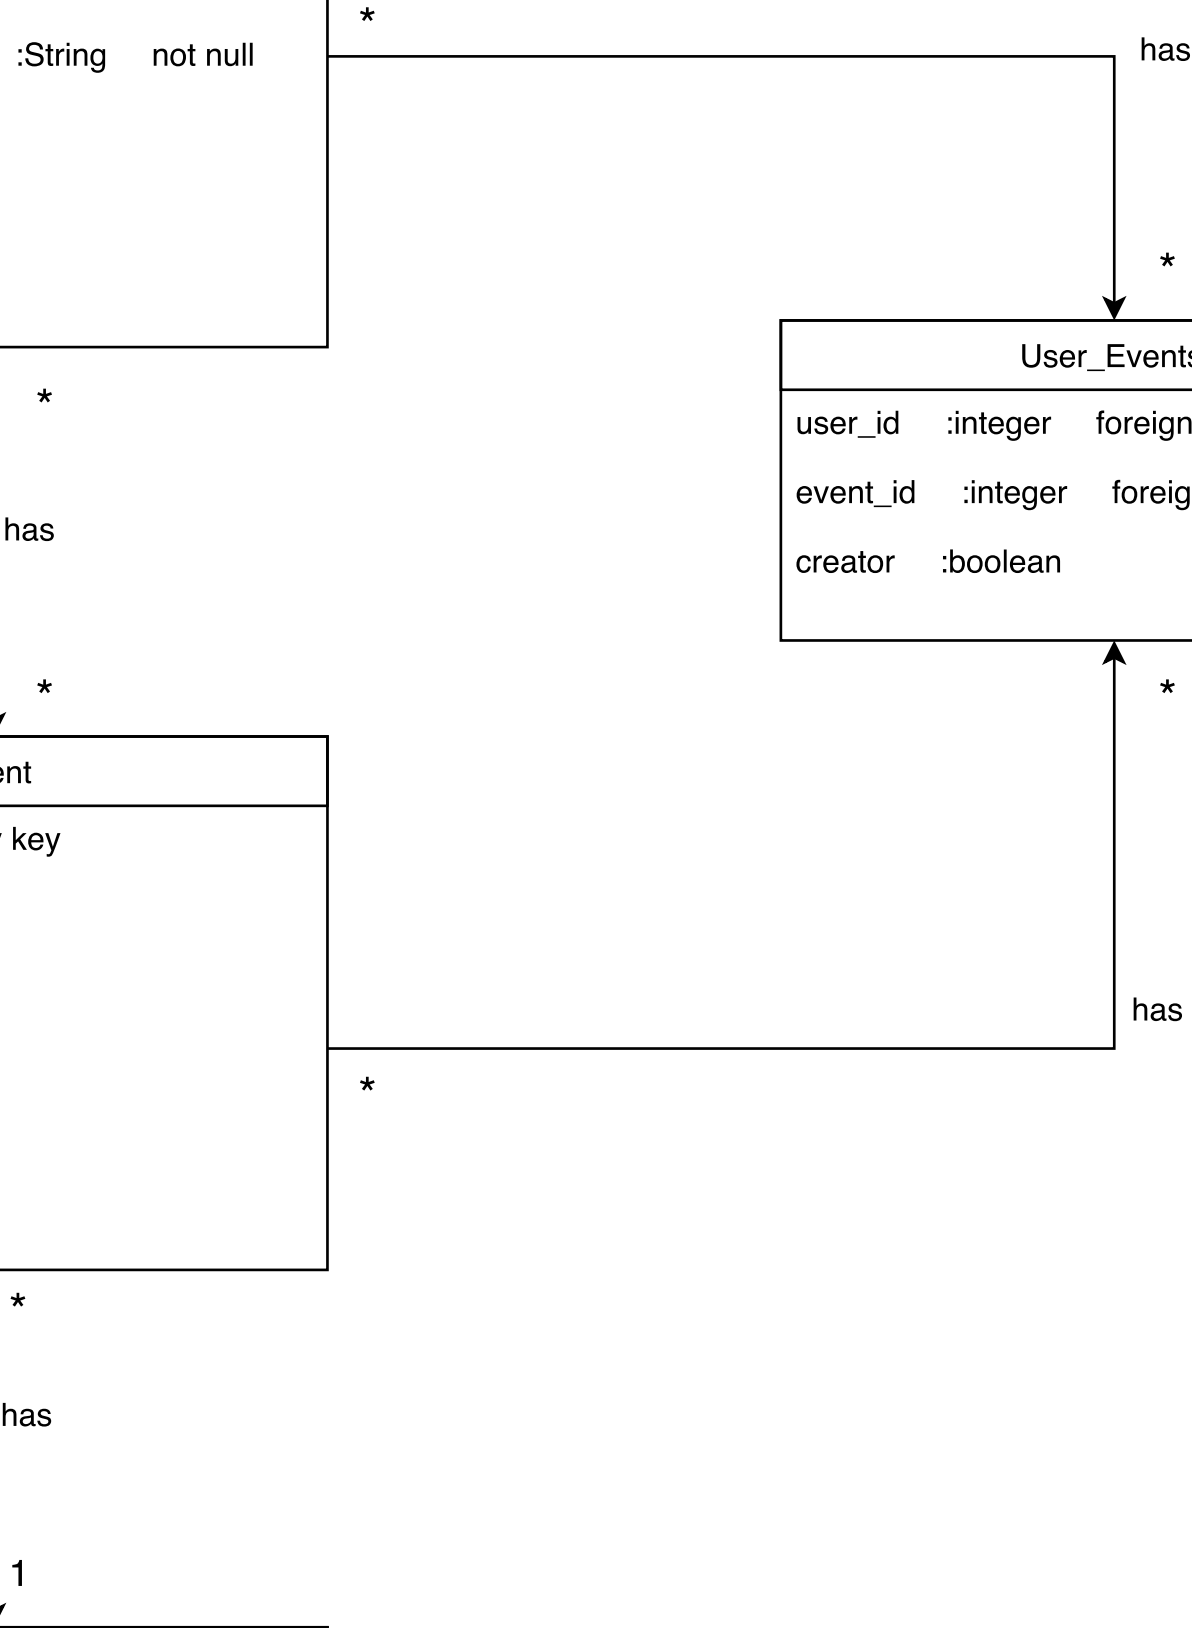 *
:String not null
has
*
User_Events
user_id :integer foreign
event_id :integer foreig
creator :boolean
*
has
*
*
ent
key
has
*
*
has
1